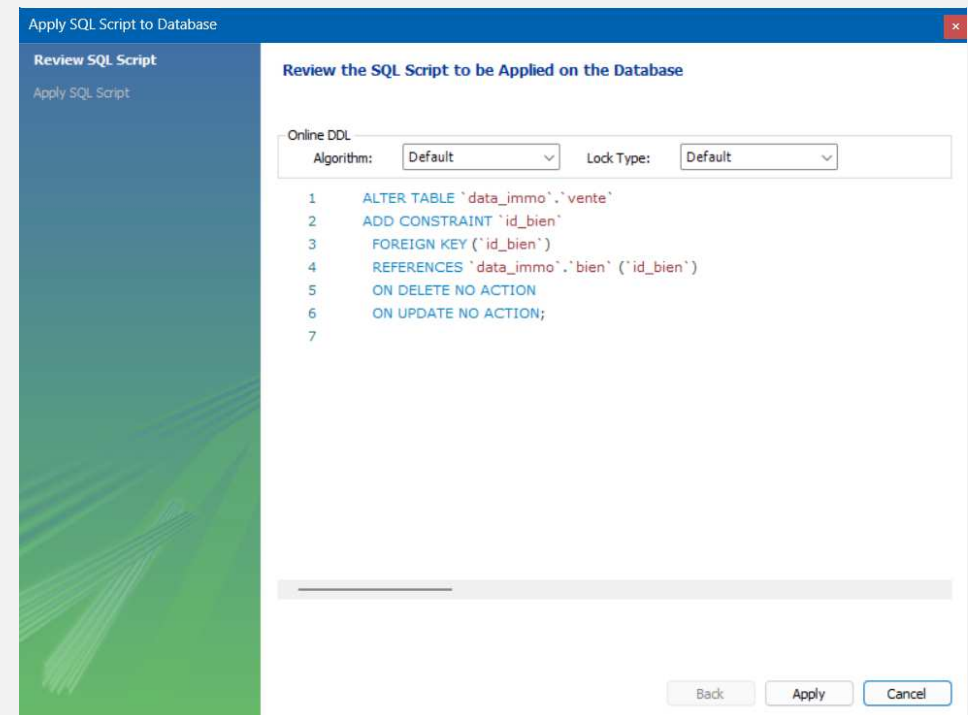 Apply SQL Script to Database
Review SQL Script
Apply SQL Script
Review the SQL Script to be Applied on the Database
Online DDL
Algorithm: Default Lock Type: Default
1 ALTER TABLE `data_immo`.`vente`
2 ADD CONSTRAINT `id_bien`
3 FOREIGN KEY (`id_bien`)
4 REFERENCES `data_immo`.`bien` (`id_bien`)
5 ON DELETE NO ACTION
6 ON UPDATE NO ACTION;
7
Back Apply Cancel